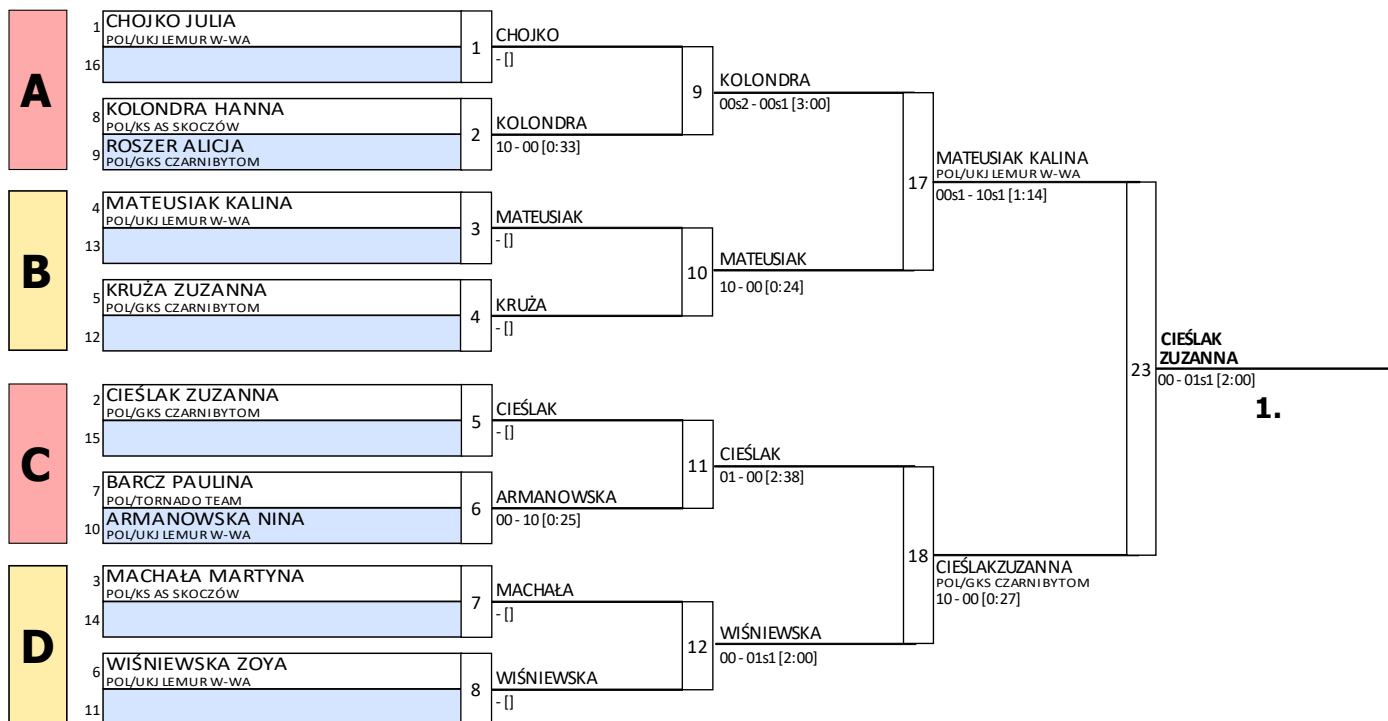 A
1 CHOJKO JULIA
POL/UKJ LEMUR W-WA
16
1
CHOJKO
- []
8 KOLONDRA HANNA
POL/KS AS SKOCZÓW
9 ROSZER ALICJA
POL/GKS CZARNI BYTOM
2
KOLONDRA
10 - 00 [0:33]
9
KOLONDRA
00s2 - 00s1 [3:00]
B
4 MATEUSIAK KALINA
POL/UKJ LEMUR W-WA
13
3
MATEUSIAK
- []
5 KRUŻA ZUZANNA
POL/GKS CZARNI BYTOM
12
4
KRUŻA
- []
10
MATEUSIAK
10 - 00 [0:24]
17
MATEUSIAK KALINA
POL/UKJ LEMUR W-WA
00s1 - 10s1 [1:14]
C
2 CIEŚLAK ZUZANNA
POL/GKS CZARNI BYTOM
15
5
CIEŚLAK
- []
7 BARCZ PAULINA
POL/TORNADO TEAM
10 ARMANOWSKA NINA
POL/UKJ LEMUR W-WA
6
ARMANOWSKA
00 - 10 [0:25]
11
CIEŚLAK
01 - 00 [2:38]
D
3 MACHAŁA MARTYNA
POL/KS AS SKOCZÓW
14
7
MACHAŁA
- []
6 WIŚNIEWSKA ZOYA
POL/UKJ LEMUR W-WA
11
8
WIŚNIEWSKA
- []
12
WIŚNIEWSKA
00 - 01s1 [2:00]
18
CIEŚLAK ZUZANNA
POL/GKS CZARNI BYTOM
10 - 00 [0:27]
23
CIEŚLAK
ZUZANNA
00 - 01s1 [2:00]
1.